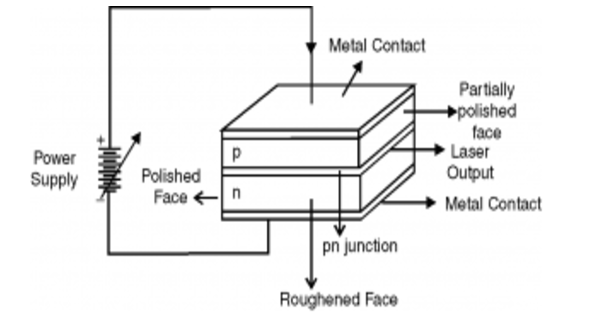 Metal Contact
Partially
polished
face
Laser
Output
Metal Contact
+
Power
Supply
-
Polished
Face
p
n
pn junction
Roughened Face